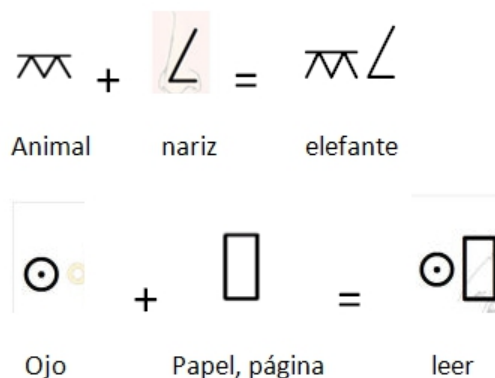 + =
Animal nariz elefante
+ =
Ojo Papel, página leer